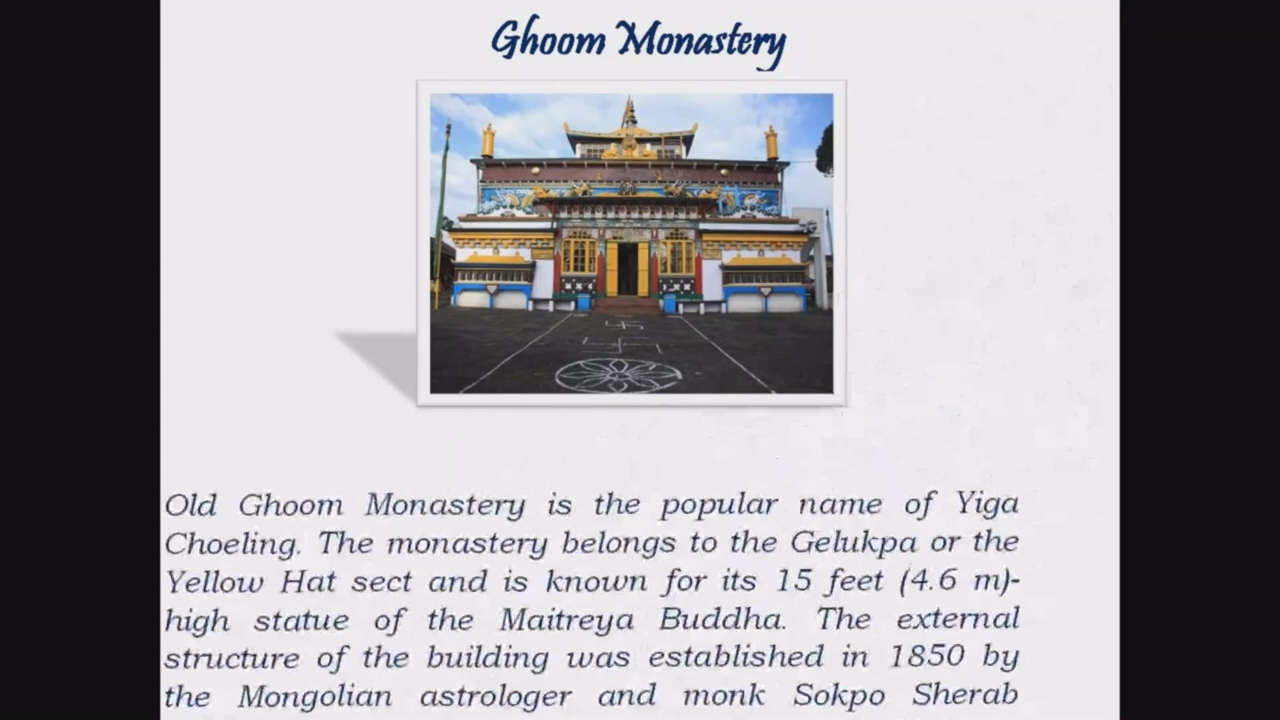 Ghoom Monastery
Old Ghoom Monastery is the popular name of Yiga
Choeling. The monastery belongs to the Gelukpa or the
Yellow Hat sect and is known for its 15 feet (4.6 m)-
high statue of the Maitreya Buddha. The external
structure of the building was established in 1850 by
the Mongolian astrologer and monk Sokpo Sherab